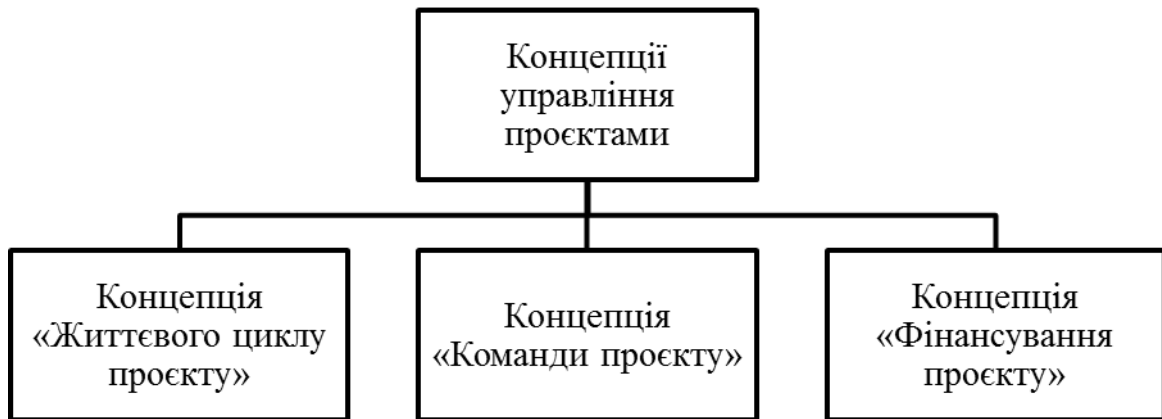 Концепції
управління
проєктами
Концепція
«Життєвого циклу
проєкту»
Концепція
«Команди проєкту»
Концепція
«Фінансування
проєкту»